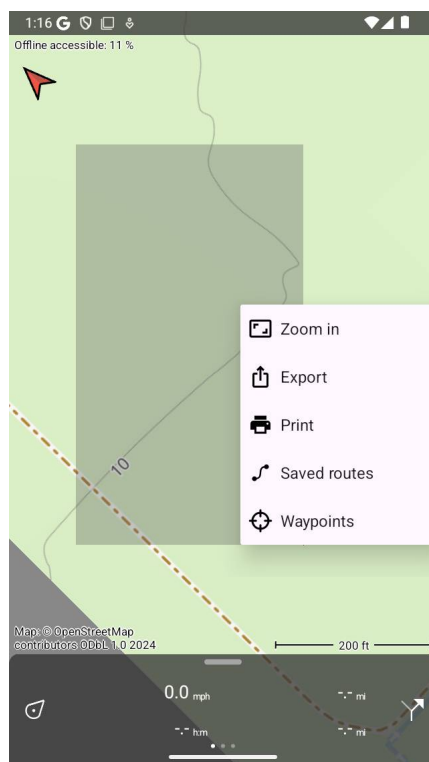 1:16
Offline accessible: 11 %
Zoom in
Export
Print
Saved routes
10
Waypoints
Map: © OpenStreetMap
contributors ODbL 1.0 2024
200 ft
0.0 mph
-.- mi
-.- h:m
-.- mi